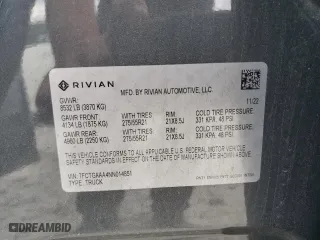 RIVIAN
MFD. BY RIVIAN AUTOMOTIVE, LLC.
11/22
GVWR:
8532 LB (3870 KG)
GAWR FRONT
4134 LB (1875 KG)
WITH TIRES
275/55R21
RIM:
21X8.5J
COLD TIRE PRESSURE:
331 KPA, 48 PSI
GAWR REAR
4960 LB (2250 KG)
WITH TIRES
275/55R21
RIM:
21X8.5J
COLD TIRE PRESSURE:
331 KPA, 48 PSI
THIS VEHICLE CONFORMS TO ALL APPLICABLE U.S. FEDERAL MOTOR VEHICLE
SAFETY STANDARDS IN EFFECT ON THE DATE OF MANUFACTURE SHOWN ABOVE.
VIN: 7FCTGAAA4NN014651
TYPE: TRUCK